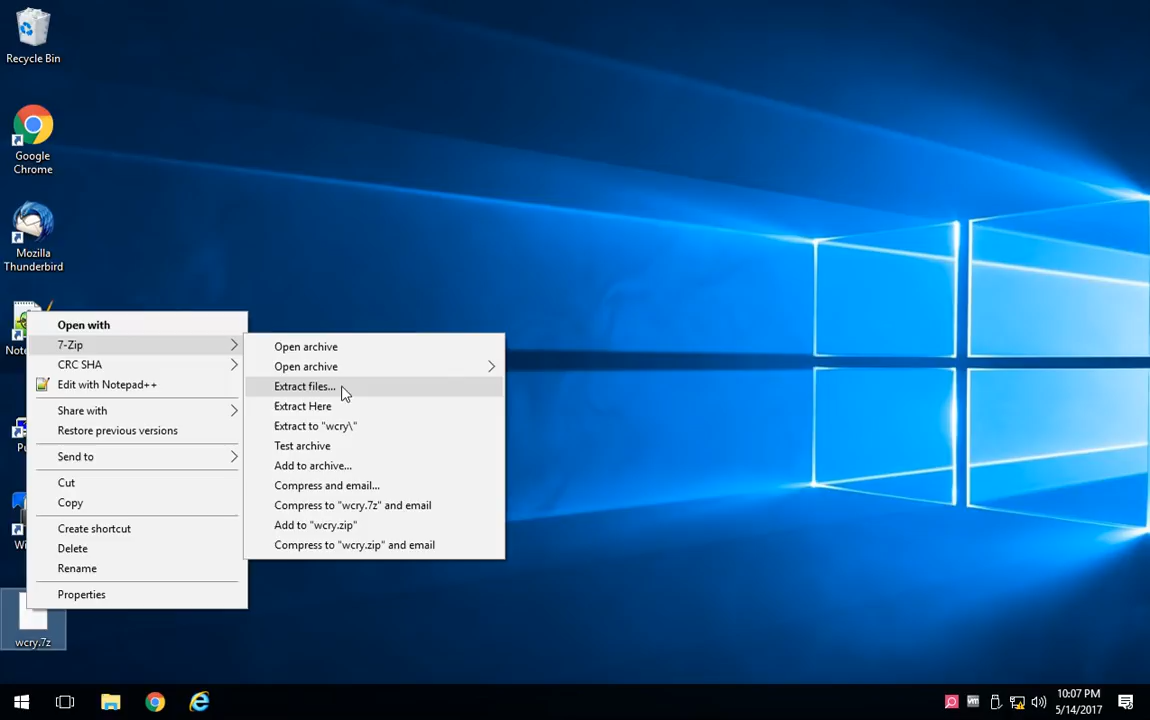 Recycle Bin
Google
Chrome
Mozilla
Thunderbird
Note
Pu
Wi
wcry.7z
Open with
7-Zip
CRC SHA
Edit with Notepad++
Share with
Restore previous versions
Send to
Cut
Copy
Create shortcut
Delete
Rename
Properties
Open archive
Open archive
Extract files...
Extract Here
Extract to "wcry\"
Test archive
Add to archive...
Compress and email...
Compress to "wcry.7z" and email
Add to "wcry.zip"
Compress to "wcry.zip" and email
10:07 PM
5/14/2017